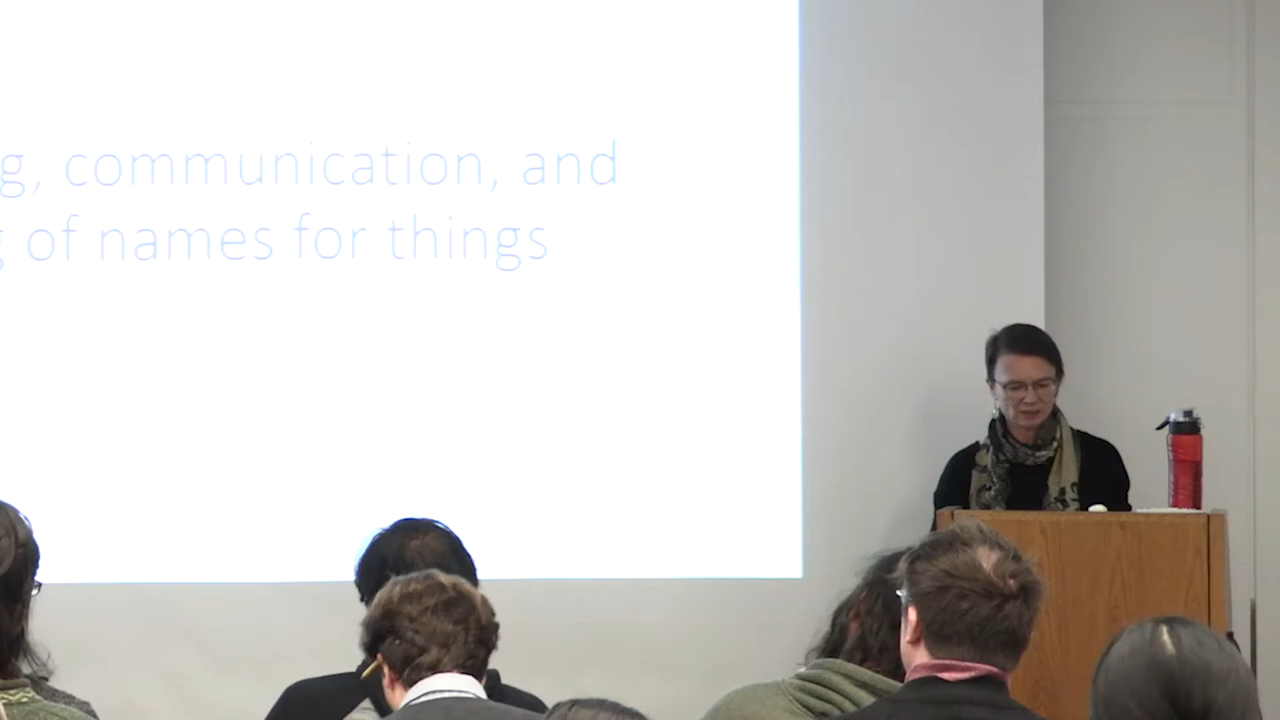 g, communication, and
g of names for things